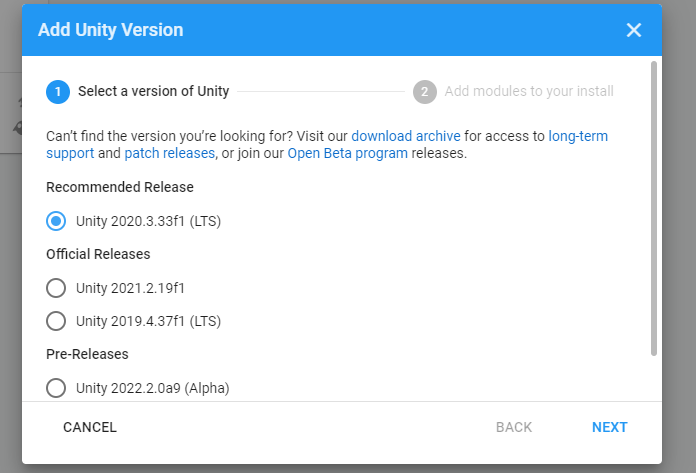 Add Unity Version
1 Select a version of Unity 2 Add modules to your install
Can't find the version you're looking for? Visit our download archive for access to long-term
support and patch releases, or join our Open Beta program releases.
Recommended Release
Unity 2020.3.33f1 (LTS)
Official Releases
Unity 2021.2.19f1
Unity 2019.4.37f1 (LTS)
Pre-Releases
Unity 2022.2.0a9 (Alpha)
CANCEL BACK NEXT